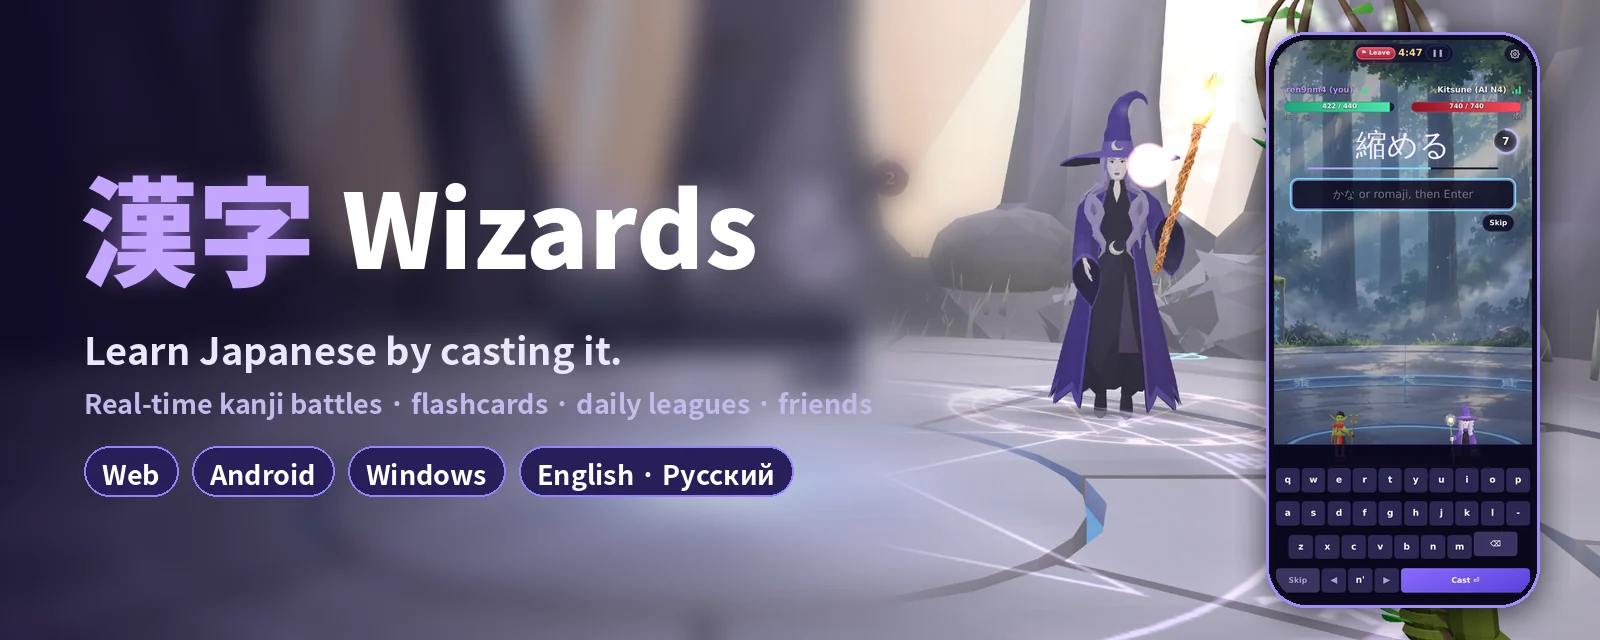 漢字 Wizards
Learn Japanese by casting it.
Real-time kanji battles · flashcards · daily leagues · friends
Web
Android
Windows
English · Русский
2
Leave 4:47
ren9nm4 (you)
Kitsune (AI N4)
422 / 440
740 / 740
縮める
7
かな or romaji, then Enter
Skip
q w e r t y u i o p
a s d f g h j k l -
z x c v b n m ⌫
Skip ◀ n' ▶ Cast ⏎